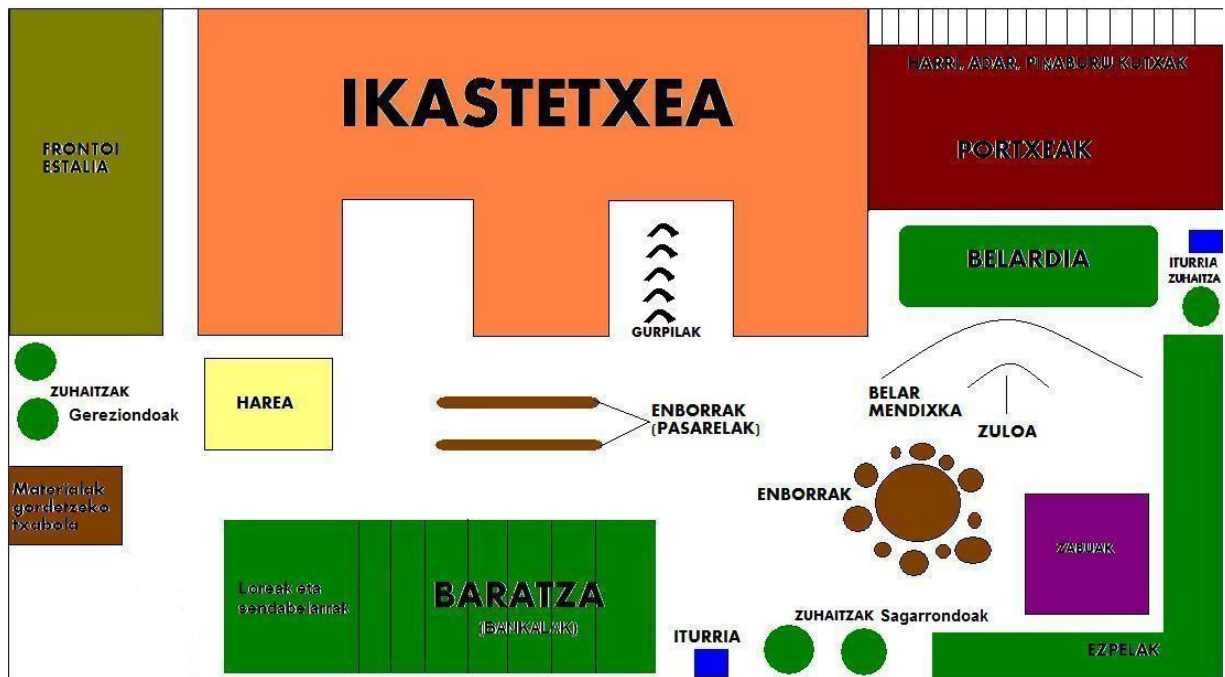 IKASTETXEA
HARRI, ADAR, PINABURU KUTXAK
PORTXEAK
FRONTOI
ESTALIA
BELARDIA
ITURRIA
ZUHAITZA
GURPILAK
ZUHAITZAK
Gereziondoak
HAREA
ENBORRAK
(PASARELAK)
BELAR
MENDIXKA
ZULOA
Materialak
gordetzeko
txabola
ENBORRAK
ZABUAK
Loreak eta
sendabelarrak
BARATZA
(BANKALAK)
ITURRIA
ZUHAITZAK Sagarrondoak
EZPELAK